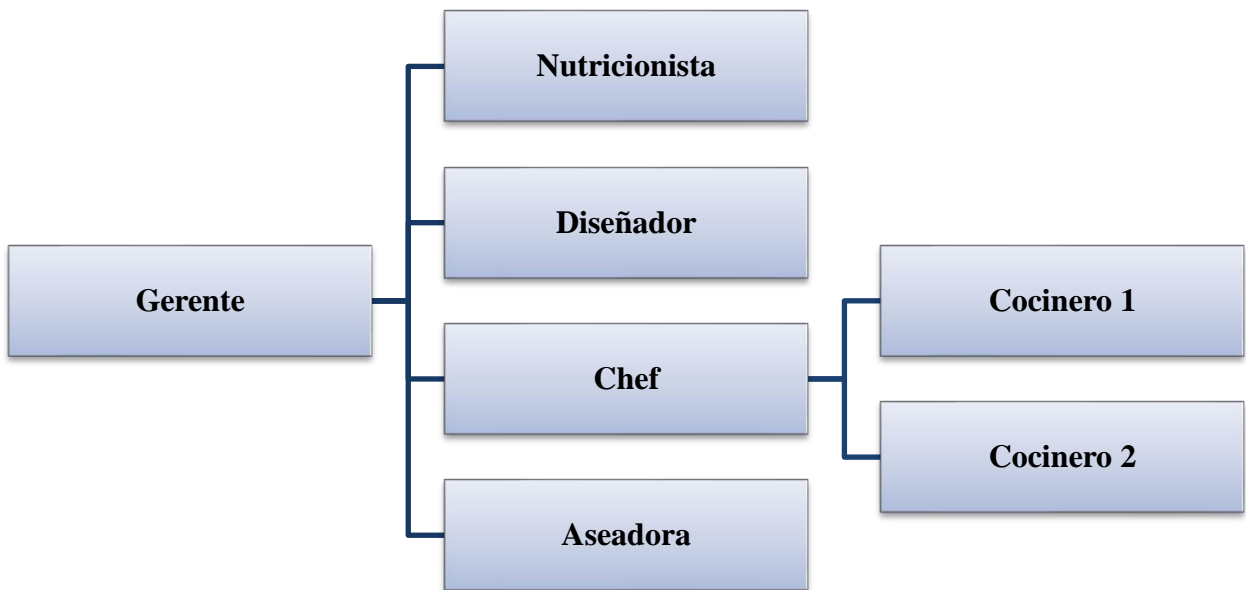 Nutricionista
Diseñador
Gerente
Cocinero 1
Chef
Cocinero 2
Aseadora